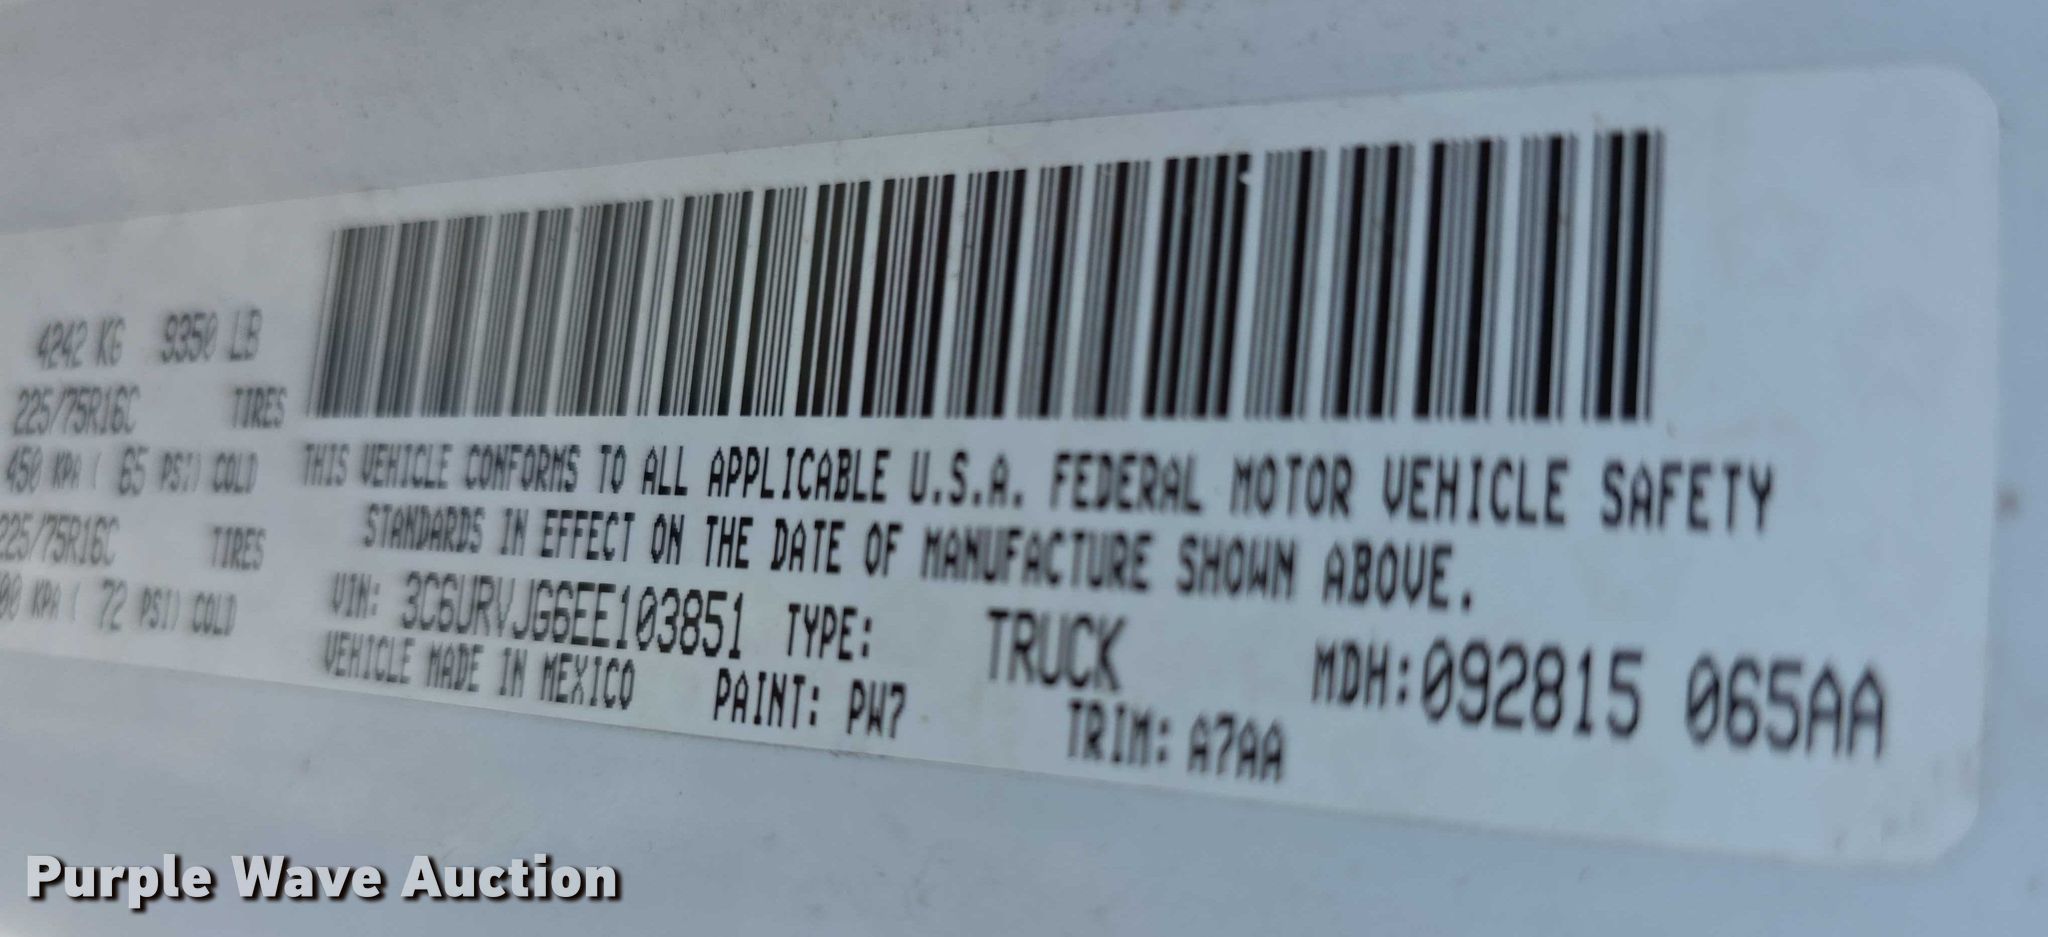 4242 KG 9350 LB
225/75R16C TIRES
450 KPA ( 65 PSI) COLD
225/75R16C TIRES
00 KPA ( 72 PSI) COLD
THIS VEHICLE CONFORMS TO ALL APPLICABLE U.S.A. FEDERAL MOTOR VEHICLE SAFETY
STANDARDS IN EFFECT ON THE DATE OF MANUFACTURE SHOWN ABOVE.
VIN: 3C6URVJG6EE103851 TYPE: TRUCK MDH:092815 065AA
VEHICLE MADE IN MEXICO PAINT: PW7 TRIM: A7AA
Purple Wave Auction